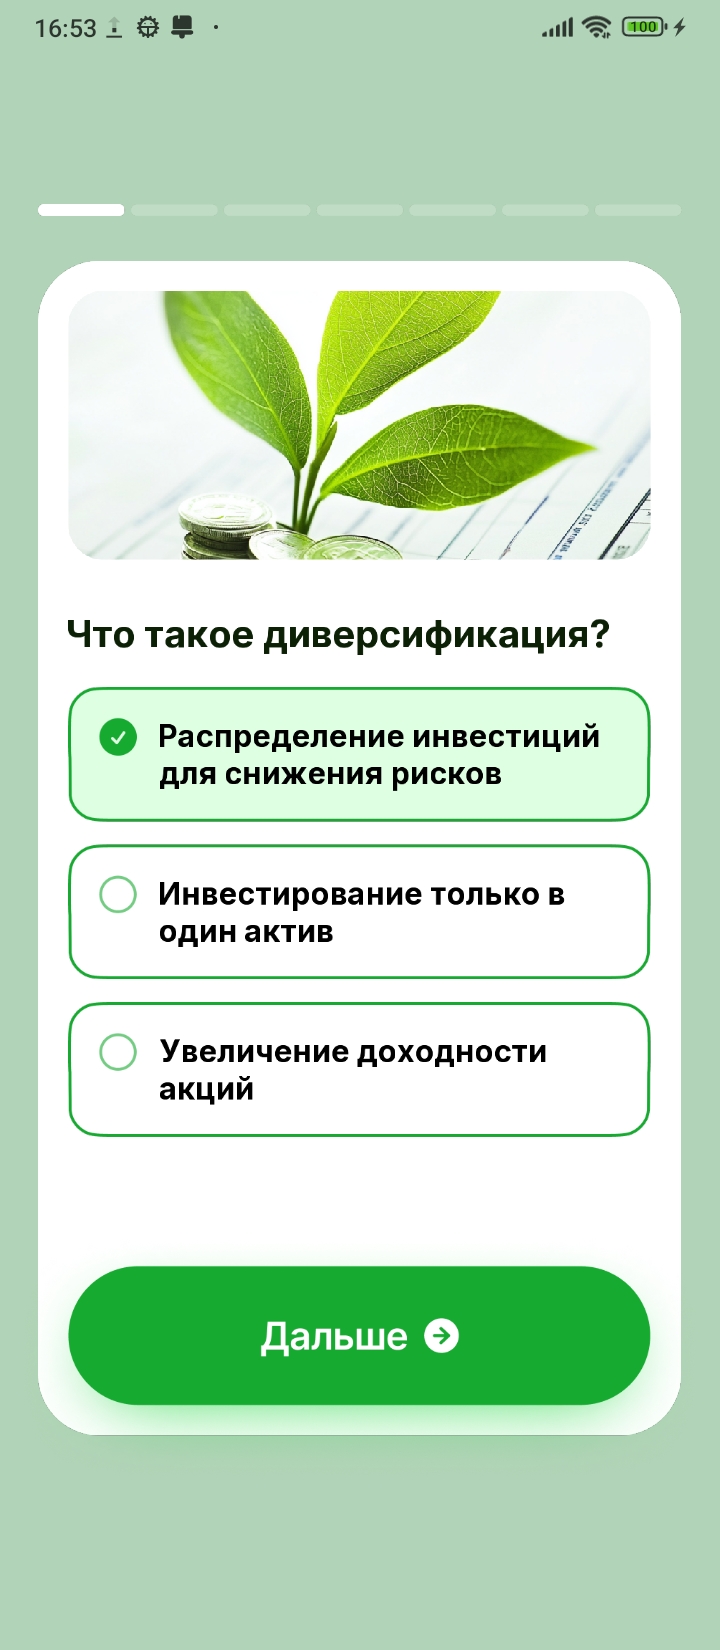 16:53
100
Что такое диверсификация?
Распределение инвестиций
для снижения рисков
Инвестирование только в
один актив
Увеличение доходности
акций
Дальше